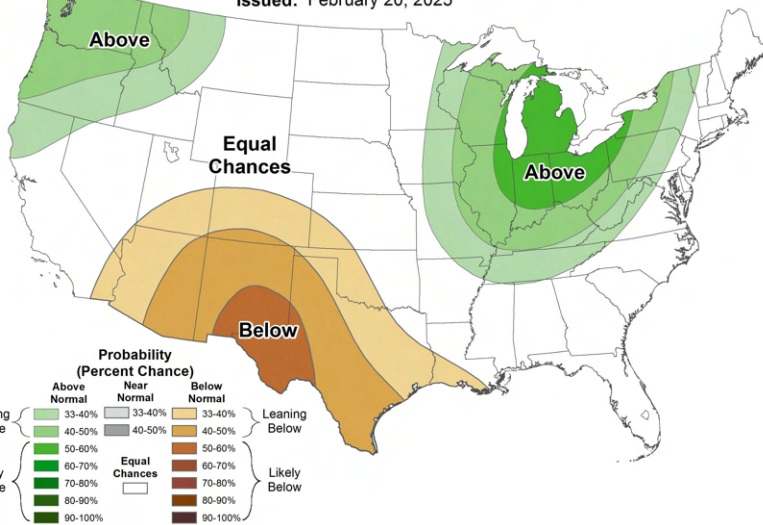 Issued: February 20, 2025
Above
Equal
Chances
Above
Below
Probability
(Percent Chance)
Above
Normal
Near
Normal
Below
Normal
33-40% 33-40% 33-40%
40-50% 40-50% 40-50%
Leaning
Below
50-60% 50-60%
60-70% Equal 60-70%
70-80% Chances 70-80%
80-90% 80-90%
90-100% 90-100%
Likely
Below